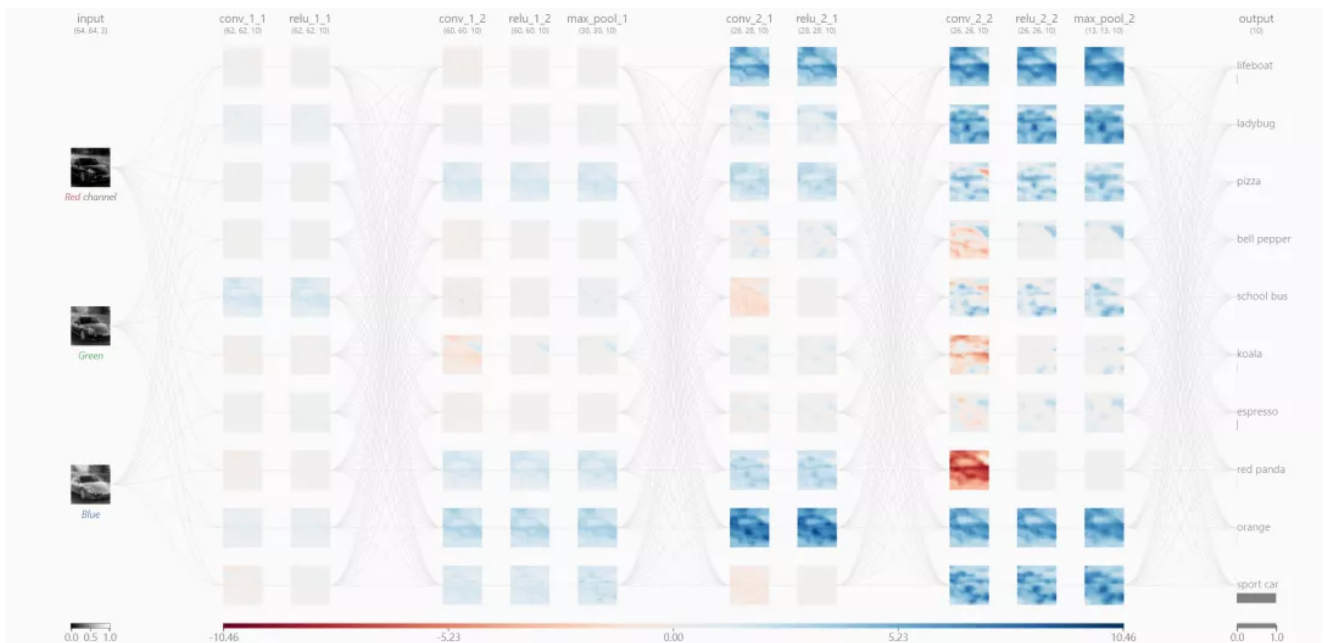 input conv_1_1 relu_1_1 conv_1_2 relu_1_2 max_pool_1 conv_2_1 relu_2_1 conv_2_2 relu_2_2 max_pool_2 output
(64, 64, 3) (62, 62, 10) (62, 62, 10) (60, 60, 10) (60, 60, 10) (30, 30, 10) (28, 28, 10) (28, 28, 10) (26, 26, 10) (26, 26, 10) (13, 13, 10) (10)
lifeboat
ladybug
pizza
Red channel
bell pepper
school bus
Green
koala
espresso
red panda
Blue
orange
sport car
0.0 0.5 1.0 -10.46 -5.23 0.00 5.23 10.46 0.0 1.0